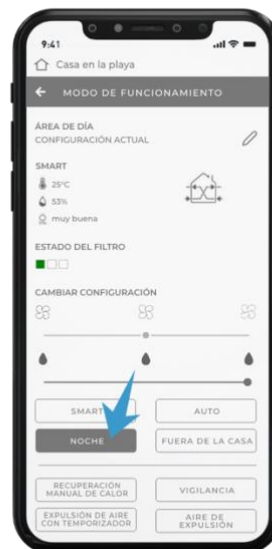 9:41
Casa en la playa
MODO DE FUNCIONAMIENTO
ÁREA DE DÍA
CONFIGURACIÓN ACTUAL
SMART
25°C
53%
muy buena
ESTADO DEL FILTRO
CAMBIAR CONFIGURACIÓN
SMART
AUTO
NOCHE
FUERA DE LA CASA
RECUPERACIÓN
MANUAL DE CALOR
VIGILANCIA
EXPULSIÓN DE AIRE
CON TEMPORIZADOR
AIRE DE
EXPULSIÓN